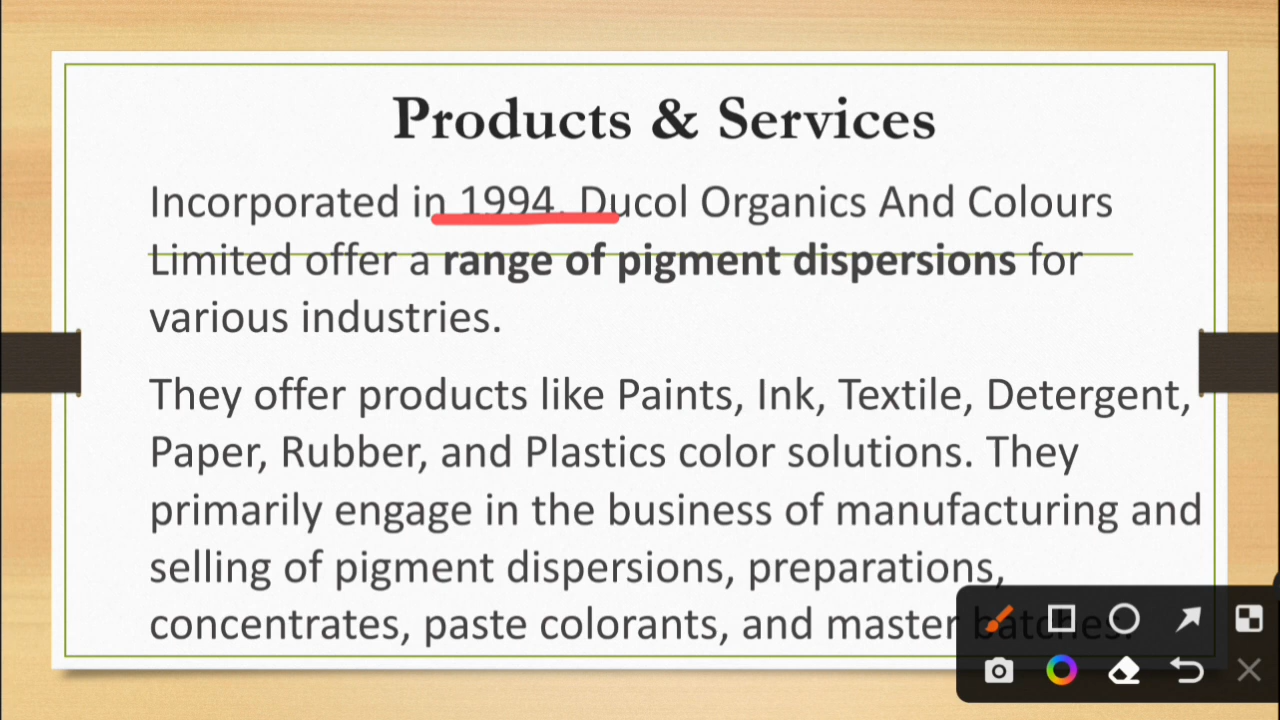 Products & Services
Incorporated in 1994, Ducol Organics And Colours
Limited offer a range of pigment dispersions for
various industries.
They offer products like Paints, Ink, Textile, Detergent,
Paper, Rubber, and Plastics color solutions. They
primarily engage in the business of manufacturing and
selling of pigment dispersions, preparations,
concentrates, paste colorants, and master batches.